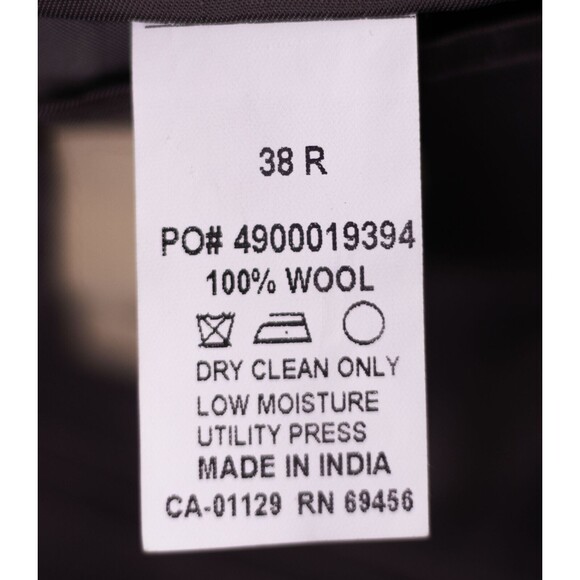 38 R
PO# 4900019394
100% WOOL
DRY CLEAN ONLY
LOW MOISTURE
UTILITY PRESS
MADE IN INDIA
CA-01129 RN 69456